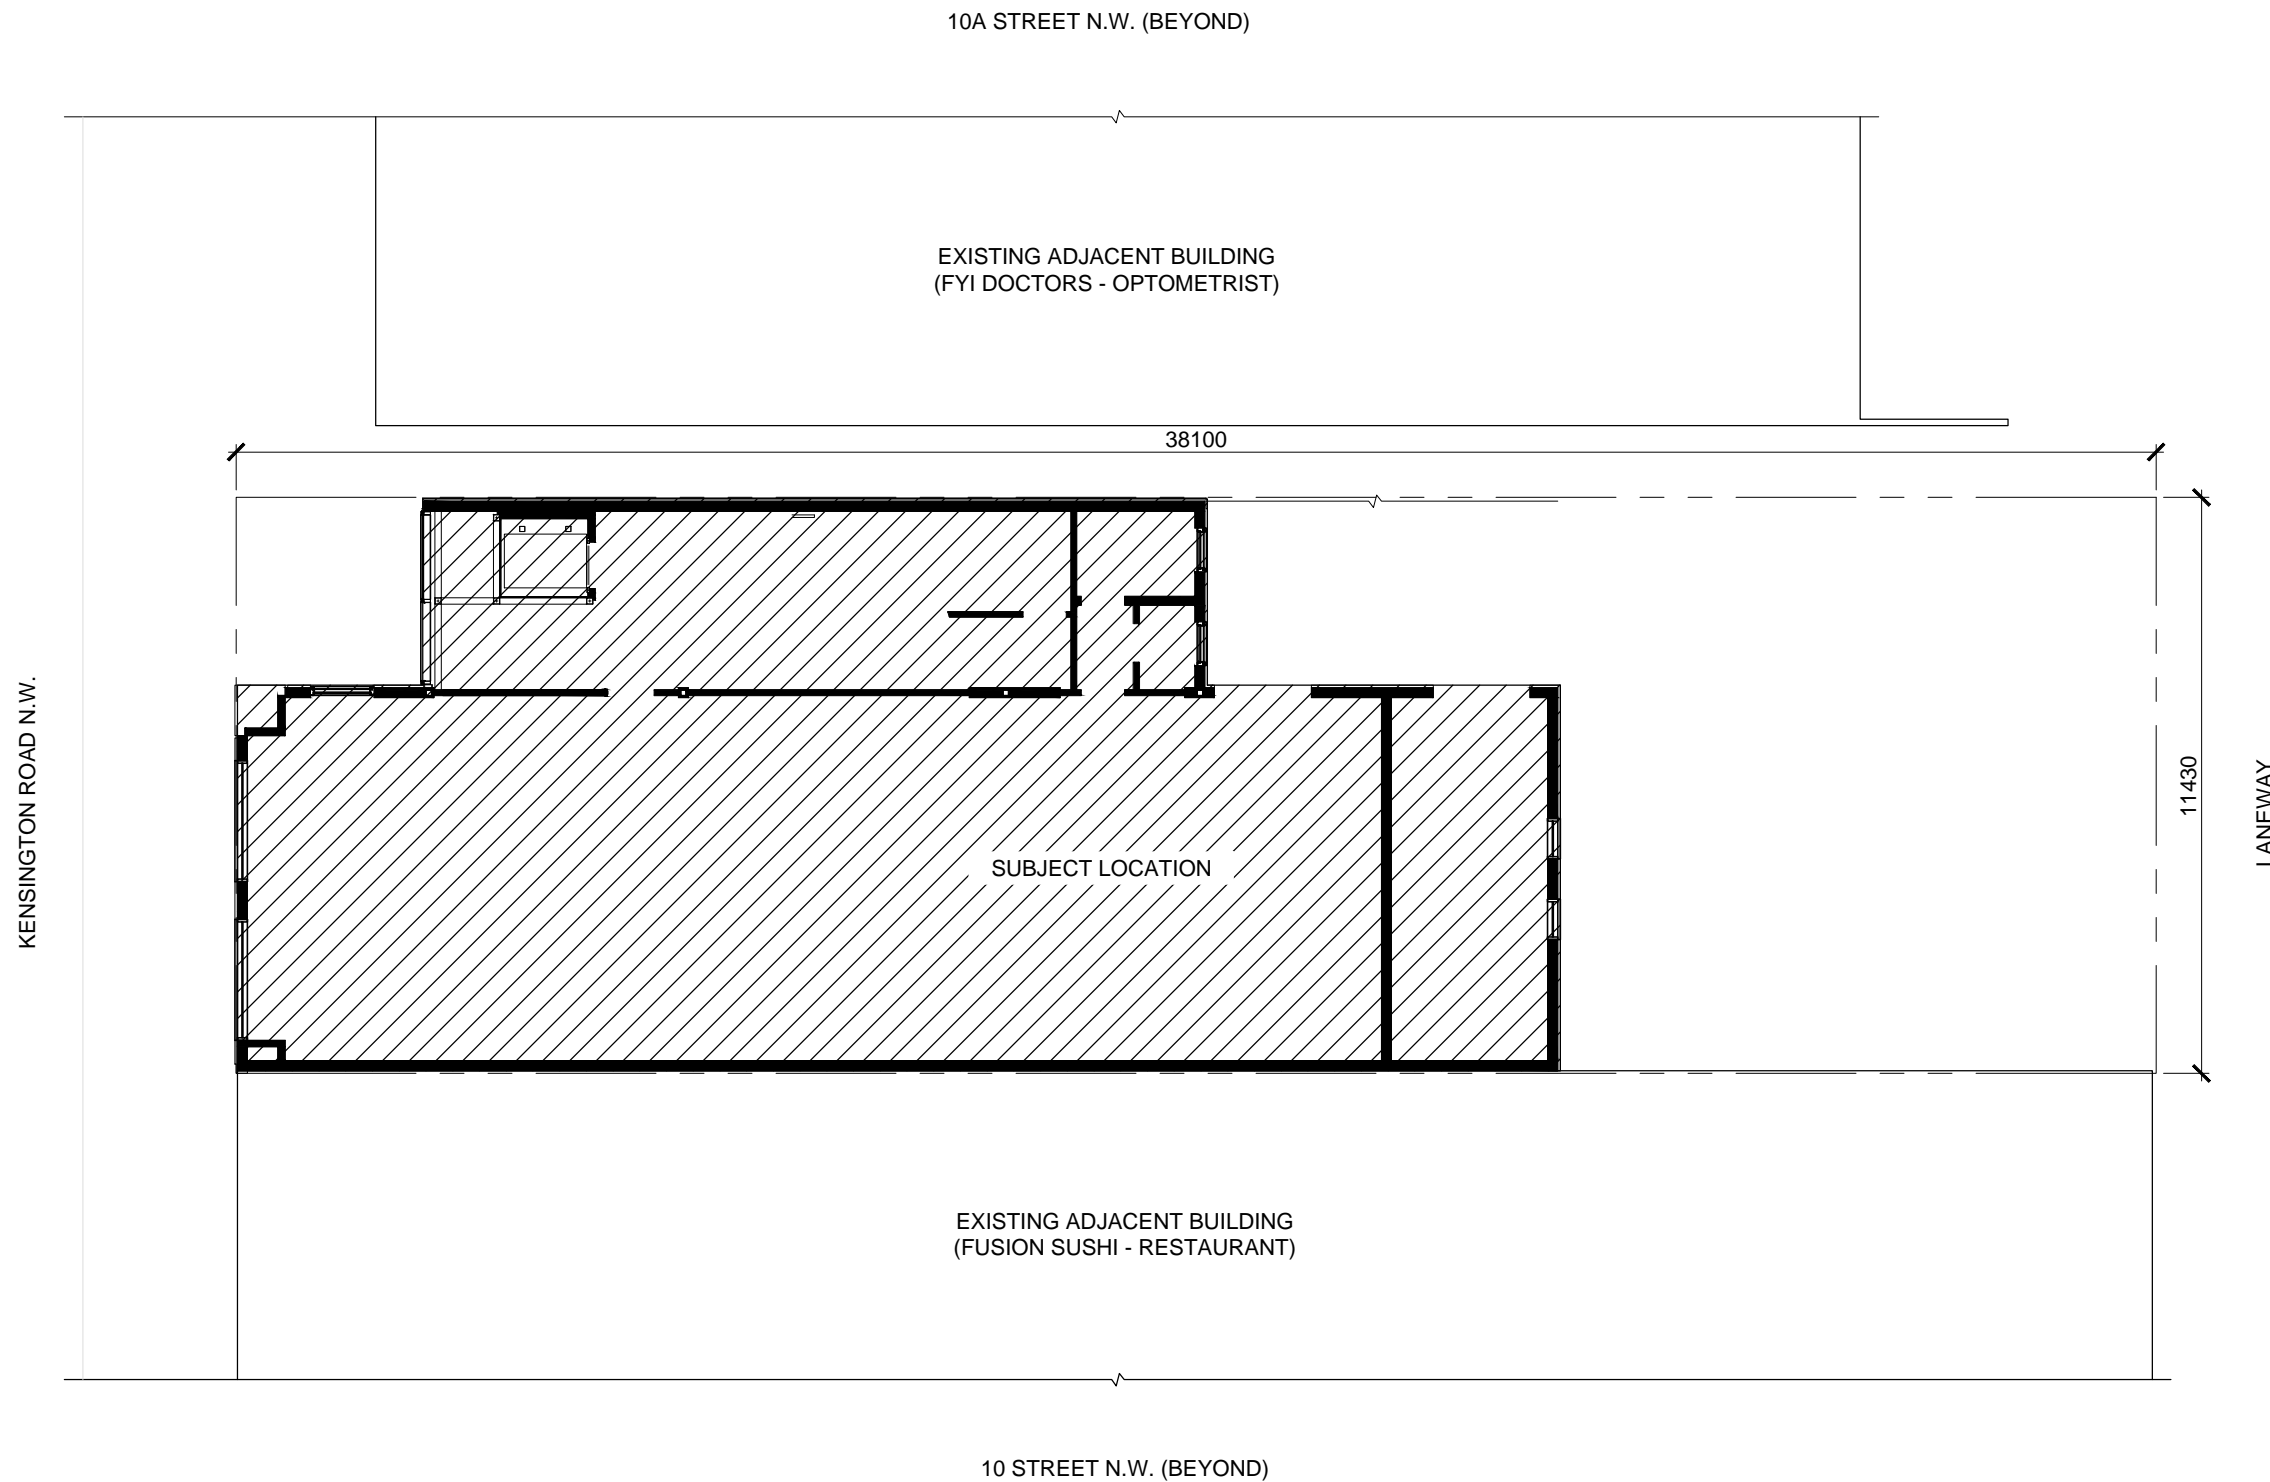 10A STREET N.W. (BEYOND)
EXISTING ADJACENT BUILDING
(FYI DOCTORS - OPTOMETRIST)
38100
KENSINGTON ROAD N.W.
11430
LANEWAY
SUBJECT LOCATION
EXISTING ADJACENT BUILDING
(FUSION SUSHI - RESTAURANT)
10 STREET N.W. (BEYOND)